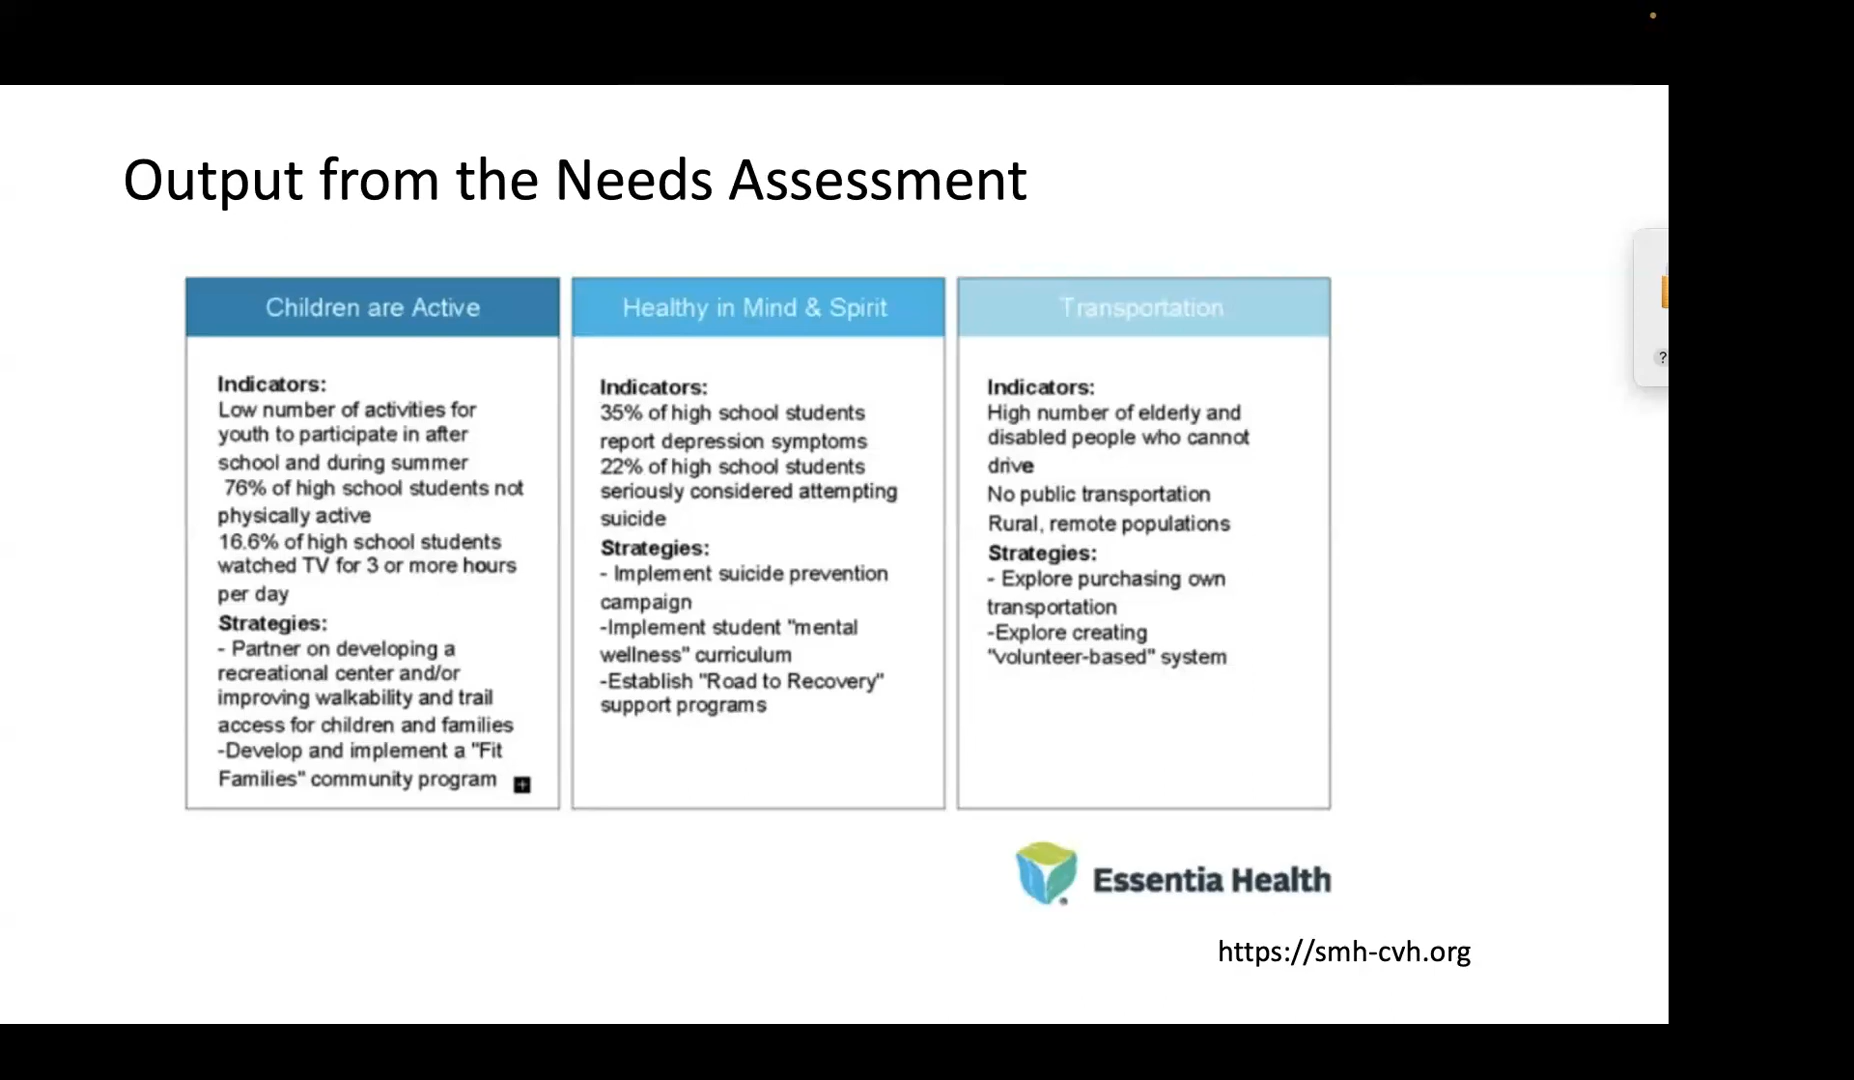 Output from the Needs Assessment
Children are Active
Indicators:
Low number of activities for
youth to participate in after
school and during summer
76% of high school students not
physically active
16.6% of high school students
watched TV for 3 or more hours
per day
Strategies:
- Partner on developing a
recreational center and/or
improving walkability and trail
access for children and families
-Develop and implement a "Fit
Families" community program
Healthy in Mind & Spirit
Indicators:
35% of high school students
report depression symptoms
22% of high school students
seriously considered attempting
suicide
Strategies:
- Implement suicide prevention
campaign
-Implement student "mental
wellness" curriculum
-Establish "Road to Recovery"
support programs
Transportation
Indicators:
High number of elderly and
disabled people who cannot
drive
No public transportation
Rural, remote populations
Strategies:
- Explore purchasing own
transportation
-Explore creating
"volunteer-based" system
Essentia Health
https://smh-cvh.org
?